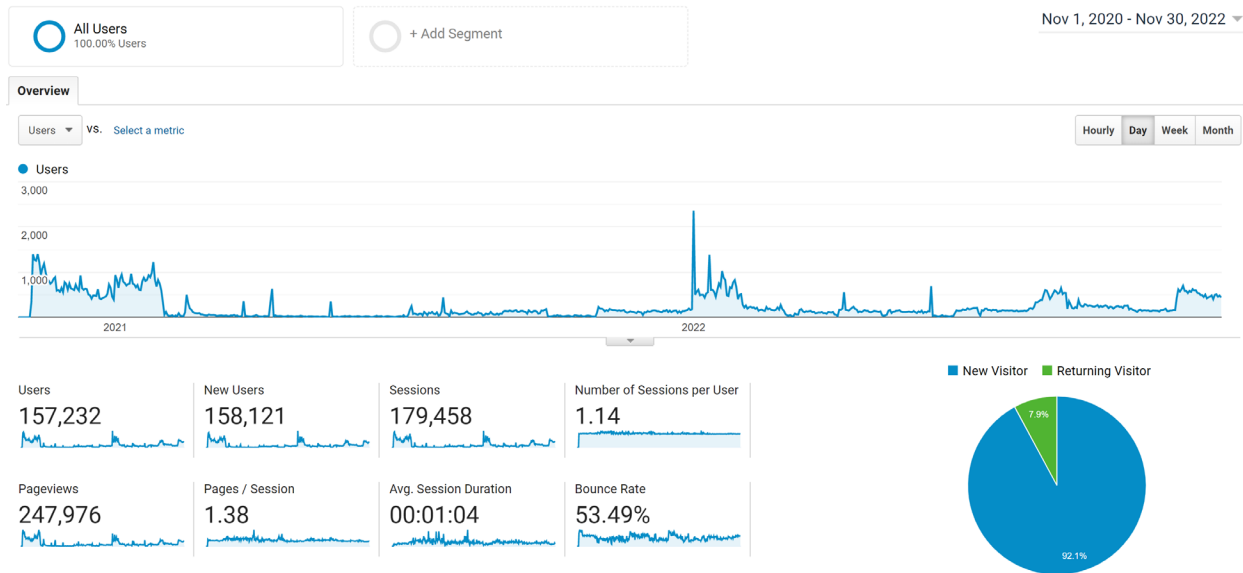 All Users
100.00% Users
+ Add Segment
Nov 1, 2020 - Nov 30, 2022
Overview
Users
VS.
Select a metric
Hourly
Day
Week
Month
Users
3,000
2,000
1,000
2021
2022
Users
157,232
New Users
158,121
Sessions
179,458
Number of Sessions per User
1.14
Pageviews
247,976
Pages / Session
1.38
Avg. Session Duration
00:01:04
Bounce Rate
53.49%
New Visitor
Returning Visitor
7.9%
92.1%